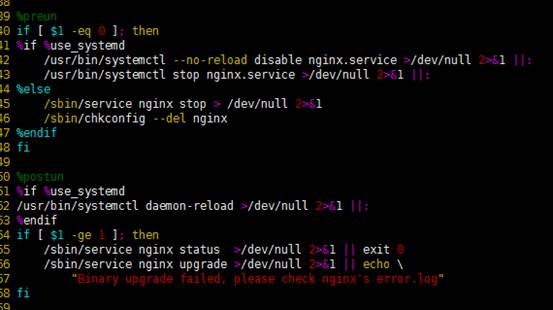 38
39 %preun
40 if [ $1 -eq 0 ]; then
41 %if %use_systemd
42     /usr/bin/systemctl --no-reload disable nginx.service >/dev/null 2>&1 ||:
43     /usr/bin/systemctl stop nginx.service >/dev/null 2>&1 ||:
44 %else
45     /sbin/service nginx stop > /dev/null 2>&1
46     /sbin/chkconfig --del nginx
47 %endif
48 fi
49
50 %postun
51 %if %use_systemd
52 /usr/bin/systemctl daemon-reload >/dev/null 2>&1 ||:
53 %endif
54 if [ $1 -ge 1 ]; then
55     /sbin/service nginx status  >/dev/null 2>&1 || exit 0
56     /sbin/service nginx upgrade >/dev/null 2>&1 || echo \
57         "Binary upgrade failed, please check nginx's error.log"
58 fi
59